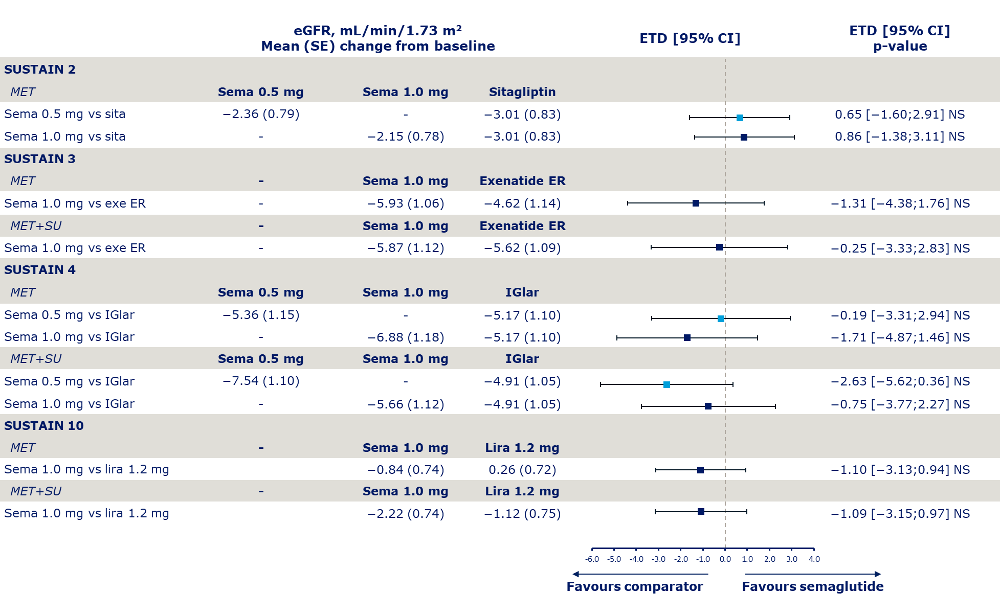 eGFR, mL/min/1.73 m²
Mean (SE) change from baseline
ETD [95% CI]
ETD [95% CI]
p-value
SUSTAIN 2
MET Sema 0.5 mg Sema 1.0 mg Sitagliptin
Sema 0.5 mg vs sita −2.36 (0.79) - −3.01 (0.83) 0.65 [−1.60;2.91] NS
Sema 1.0 mg vs sita - −2.15 (0.78) −3.01 (0.83) 0.86 [−1.38;3.11] NS
SUSTAIN 3
MET - Sema 1.0 mg Exenatide ER
Sema 1.0 mg vs exe ER - −5.93 (1.06) −4.62 (1.14) −1.31 [−4.38;1.76] NS
MET+SU - Sema 1.0 mg Exenatide ER
Sema 1.0 mg vs exe ER - −5.87 (1.12) −5.62 (1.09) −0.25 [−3.33;2.83] NS
SUSTAIN 4
MET Sema 0.5 mg Sema 1.0 mg IGlar
Sema 0.5 mg vs IGlar −5.36 (1.15) - −5.17 (1.10) −0.19 [−3.31;2.94] NS
Sema 1.0 mg vs IGlar - −6.88 (1.18) −5.17 (1.10) −1.71 [−4.87;1.46] NS
MET+SU Sema 0.5 mg Sema 1.0 mg IGlar
Sema 0.5 mg vs IGlar −7.54 (1.10) - −4.91 (1.05) −2.63 [−5.62;0.36] NS
Sema 1.0 mg vs IGlar - −5.66 (1.12) −4.91 (1.05) −0.75 [−3.77;2.27] NS
SUSTAIN 10
MET - Sema 1.0 mg Lira 1.2 mg
Sema 1.0 mg vs lira 1.2 mg −0.84 (0.74) 0.26 (0.72) −1.10 [−3.13;0.94] NS
MET+SU - Sema 1.0 mg Lira 1.2 mg
Sema 1.0 mg vs lira 1.2 mg −2.22 (0.74) −1.12 (0.75) −1.09 [−3.15;0.97] NS
-6.0 -5.0 -4.0 -3.0 -2.0 -1.0 0.0 1.0 2.0 3.0 4.0
Favours comparator Favours semaglutide